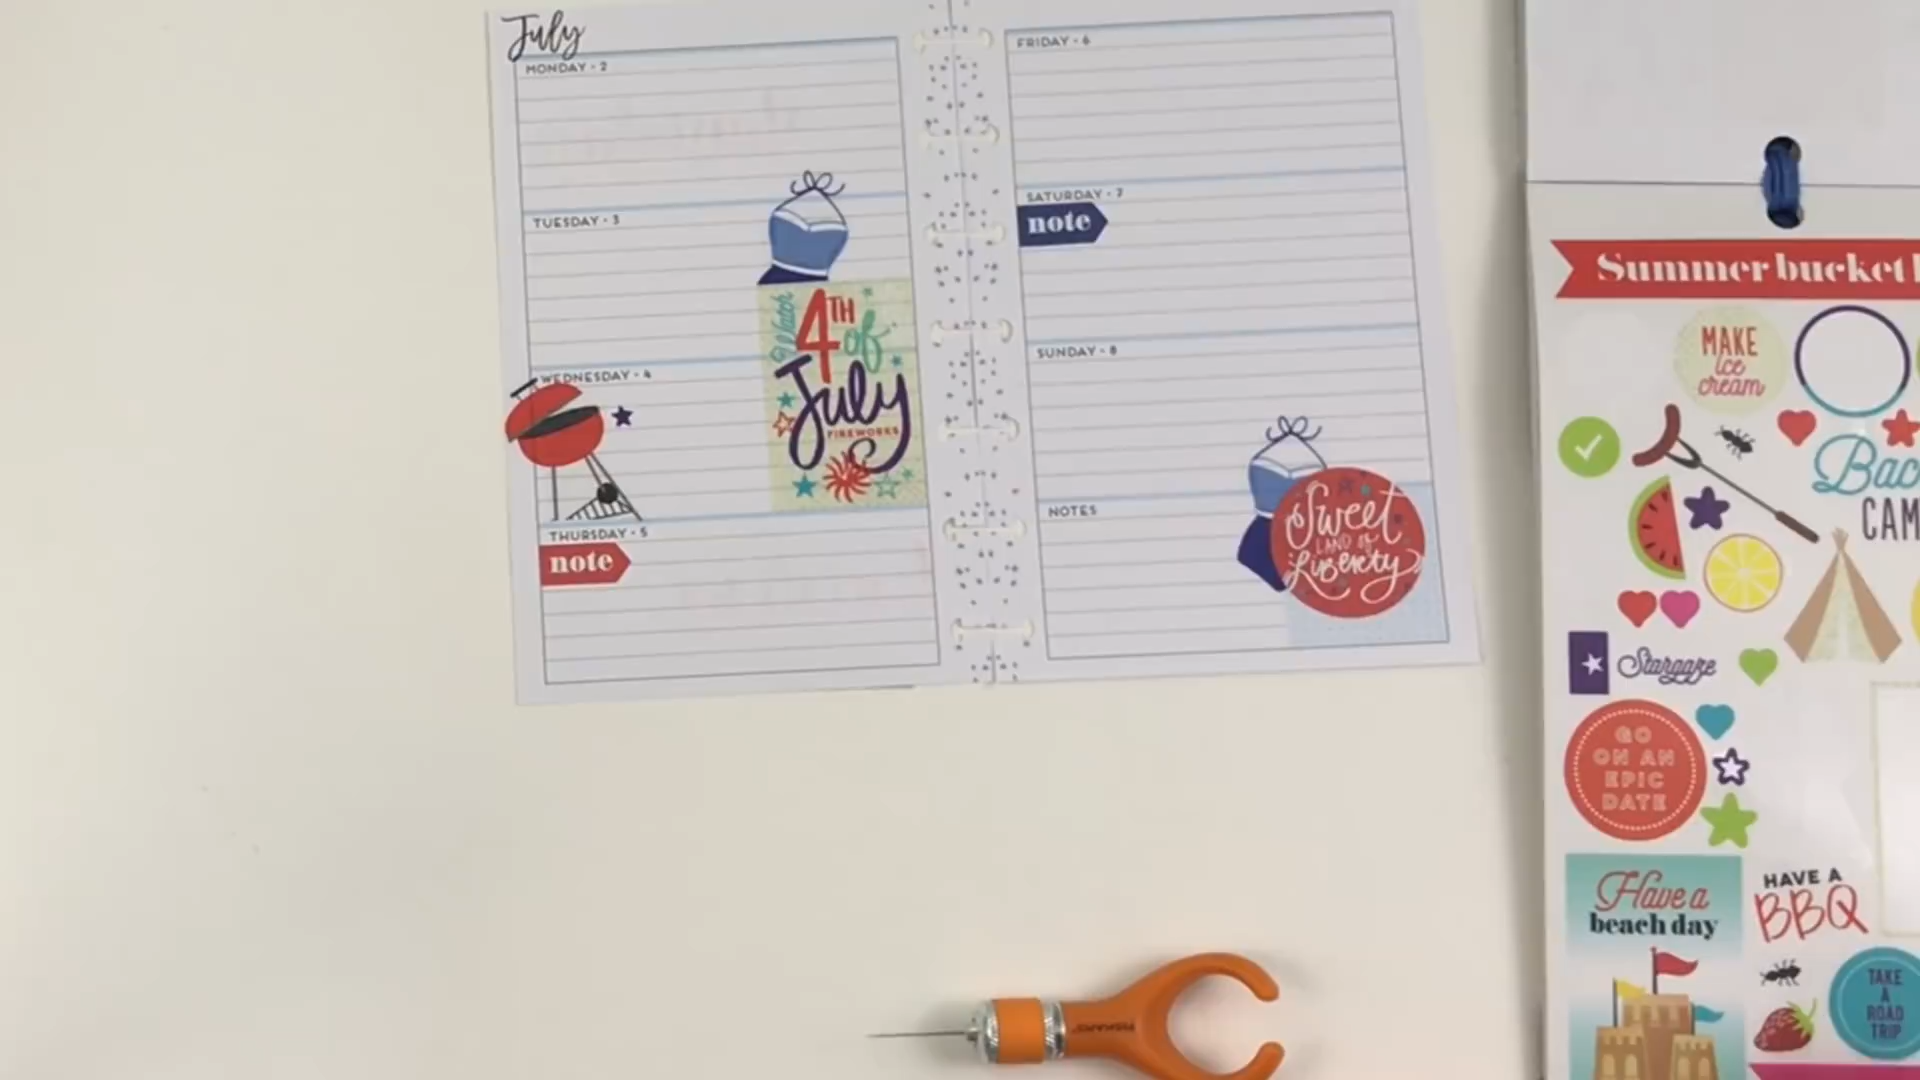 July
MONDAY • 2
TUESDAY • 3
Watch
4TH
of
July
FIREWORKS
WEDNESDAY • 4
THURSDAY • 5
note
FRIDAY • 6
SATURDAY • 7
note
SUNDAY • 8
NOTES
Sweet
LAND OF
Liberty
Summer bucket
MAKE
ice
cream
CAM
Stargaze
GO
ON AN
EPIC
DATE
Have a
beach day
HAVE A
BBQ
TAKE
A
ROAD
TRIP
FISKARS